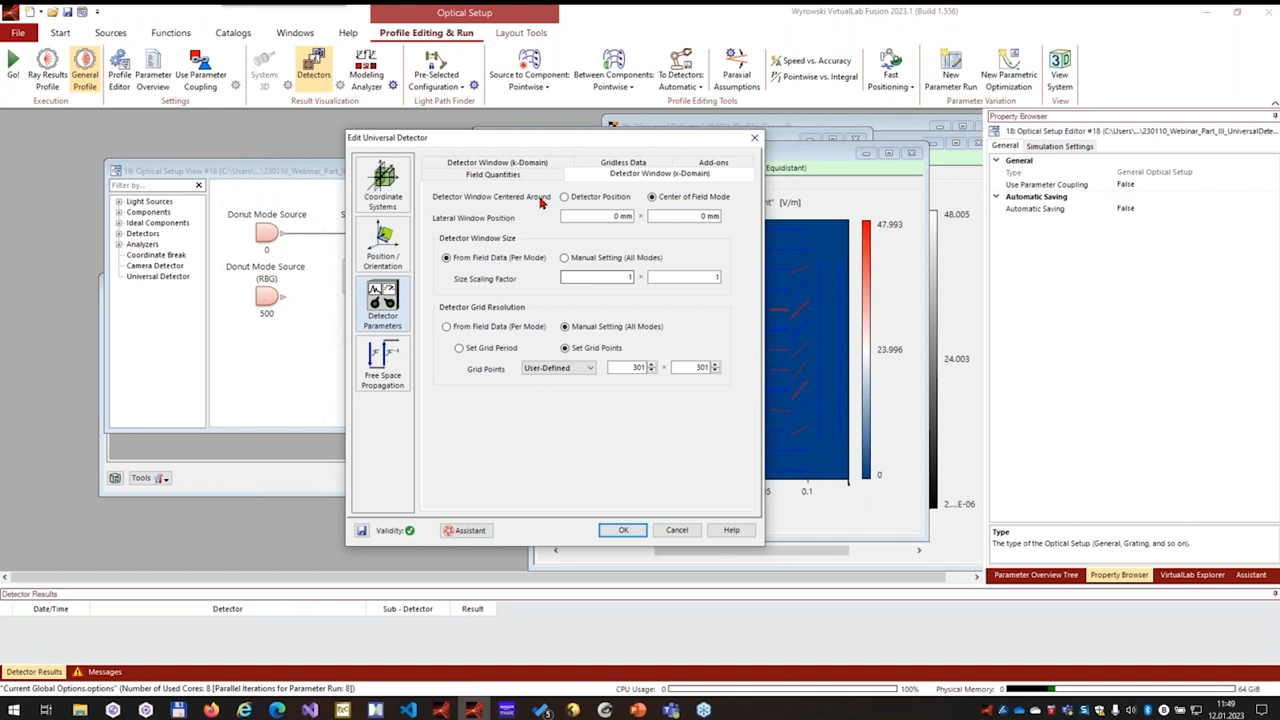 Optical Setup
Wyrowski VirtualLab Fusion 2023.1 (Build 1.556)
File Start Sources Functions Catalogs Windows Help Profile Editing & Run Layout Tools
Go! Ray Results Profile General Profile Profile Editor Parameter Overview Use Parameter Coupling System: 3D Detectors Modeling Analyzer Pre-Selected Configuration Source to Component: Pointwise Between Components: Pointwise To Detectors: Automatic Paraxial Assumptions Speed vs. Accuracy Pointwise vs. Integral Fast Positioning New Parameter Run New Parametric Optimization View System
Execution Settings Result Visualization Light Path Finder Profile Editing Tools Parameter Variation View
Property Browser
18: Optical Setup Editor #18 (C:\Users\...\230110_Webinar_Part_III_UniversalDete...
General Simulation Settings
General
Type General Optical Setup
Use Parameter Coupling False
Automatic Saving
Automatic Saving False
19: Optical Setup View #18 (C:\Users\
Filter by...
Light Sources
Components
Ideal Components
Detectors
Analyzers
Coordinate Break
Camera Detector
Universal Detector
Donut Mode Source
0
Donut Mode Source (RBG)
500
Tools
Edit Universal Detector
Coordinate Systems
Position / Orientation
Detector Parameters
Free Space Propagation
Detector Window (k-Domain) Gridless Data Add-ons
Field Quantities Detector Window (x-Domain)
Detector Window Centered Around Detector Position Center of Field Mode
Lateral Window Position 0 mm × 0 mm
Detector Window Size
From Field Data (Per Mode) Manual Setting (All Modes)
Size Scaling Factor 1 × 1
Detector Grid Resolution
From Field Data (Per Mode) Manual Setting (All Modes)
Set Grid Period Set Grid Points
Grid Points User-Defined 301 × 301
Validity: Assistant OK Cancel Help
Equidistant)
[V/m]
47.993
23.996
0
0.1
48.005
24.003
2....E-06
Type
The type of the Optical Setup (General, Grating, and so on).
Parameter Overview Tree Property Browser VirtualLab Explorer Assistant
Detector Results
Date/Time Detector Sub - Detector Result
Detector Results Messages
"Current Global Options.options" (Number of Used Cores: 8 [Parallel Iterations for Parameter Run: 8])
CPU Usage: 0 100% Physical Memory: 0 64 GiB
11:49
12.01.2023